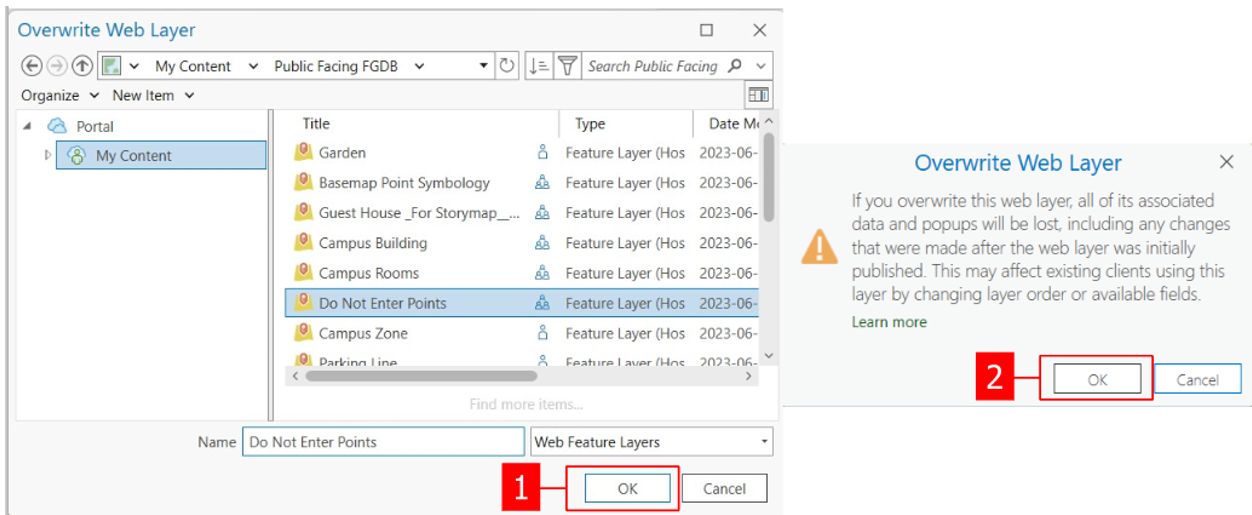 Overwrite Web Layer
My Content Public Facing FGDB Search Public Facing
Organize New Item
Portal
My Content
Title Type Date Mo
Garden Feature Layer (Hos 2023-06-
Basemap Point Symbology Feature Layer (Hos 2023-06-
Guest House _For Storymap__... Feature Layer (Hos 2023-06-
Campus Building Feature Layer (Hos 2023-06-
Campus Rooms Feature Layer (Hos 2023-06-
Do Not Enter Points Feature Layer (Hos 2023-06-
Campus Zone Feature Layer (Hos 2023-06-
Parking Line Feature Layer (Hos 2023-06-
Find more items...
Name Do Not Enter Points Web Feature Layers
1 OK Cancel
Overwrite Web Layer
If you overwrite this web layer, all of its associated
data and popups will be lost, including any changes
that were made after the web layer was initially
published. This may affect existing clients using this
layer by changing layer order or available fields.
Learn more
2 OK Cancel